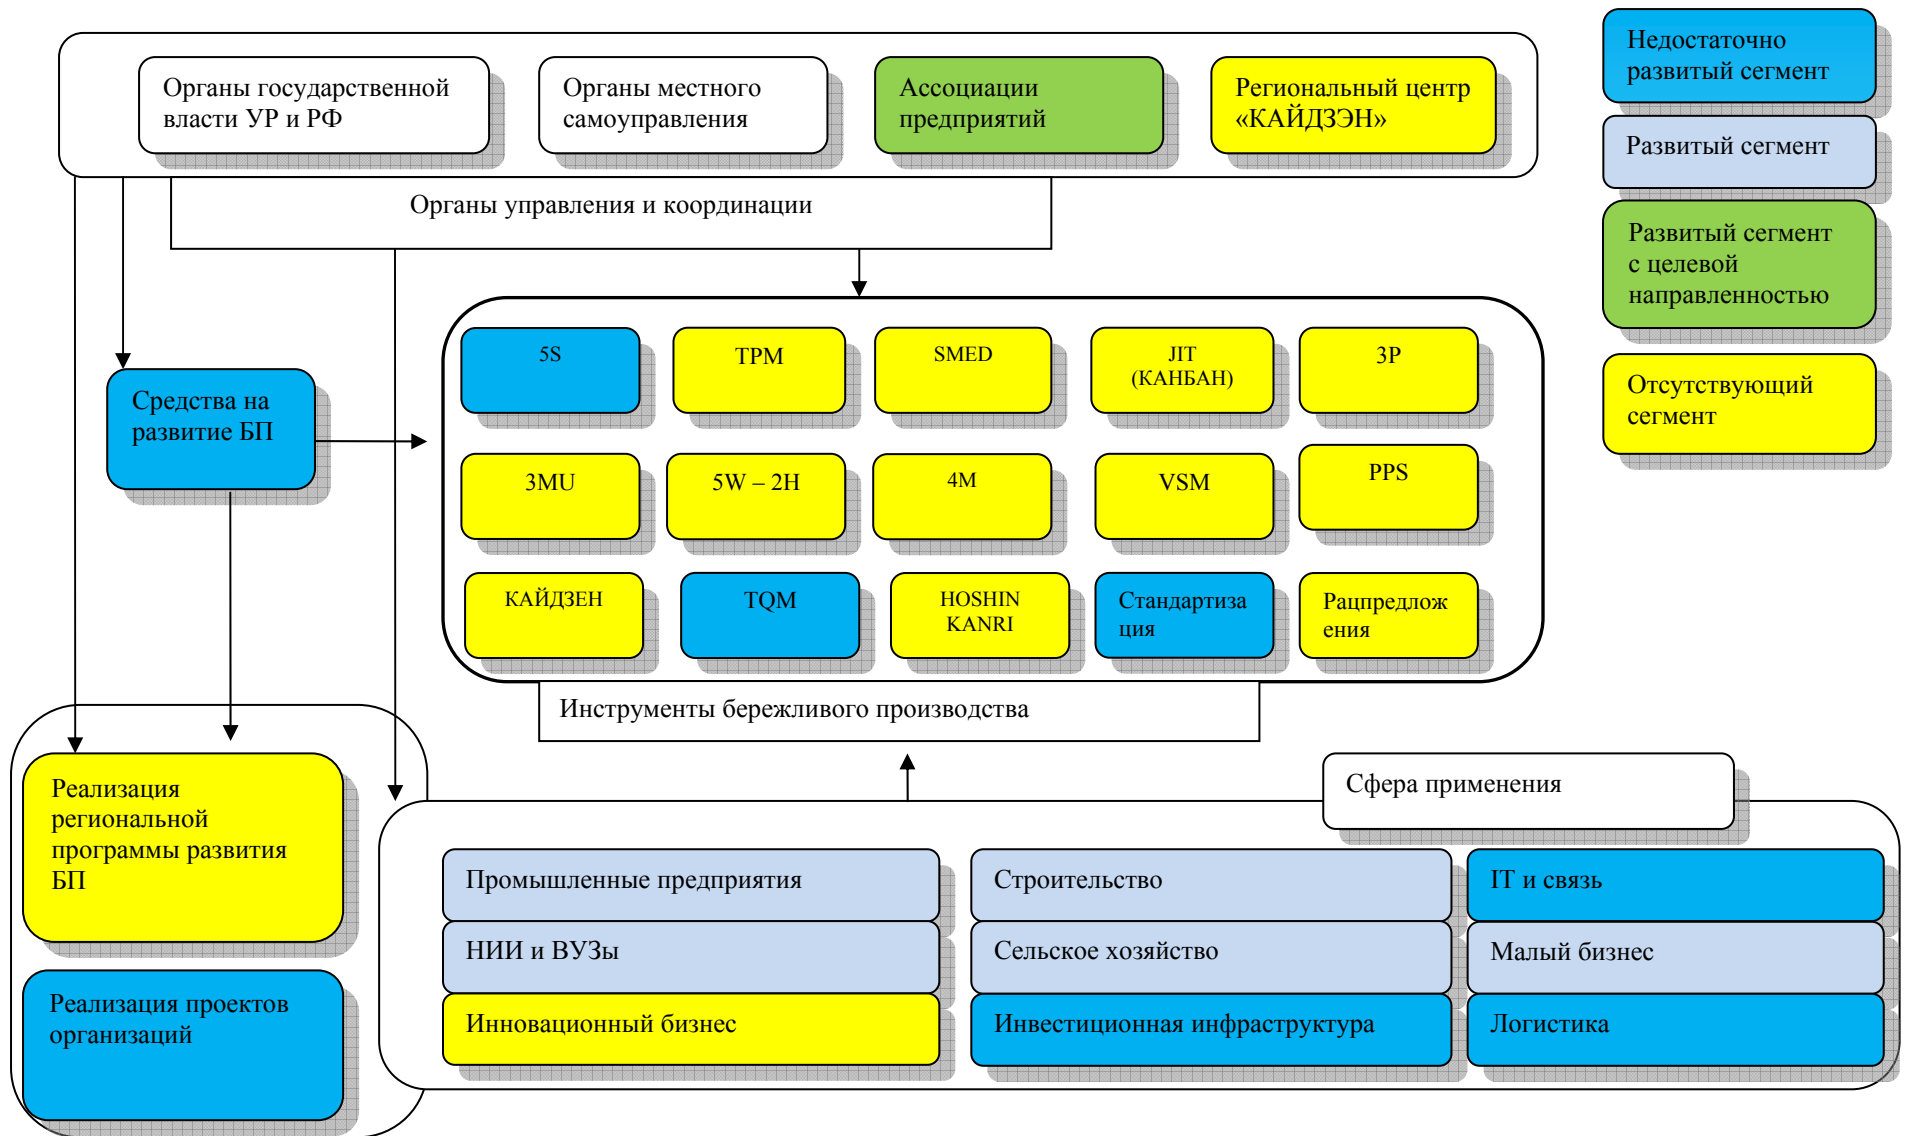 Органы государственной
власти УР и РФ
Органы местного
самоуправления
Ассоциации
предприятий
Региональный центр
«КАЙДЗЭН»
Органы управления и координации
Недостаточно
развитый сегмент
Развитый сегмент
Развитый сегмент
с целевой
направленностью
Отсутствующий
сегмент
Средства на
развитие БП
5S
TPM
SMED
JIT
(КАНБАН)
3P
3MU
5W – 2H
4M
VSM
PPS
КАЙДЗЕН
TQM
HOSHIN
KANRI
Стандартиза
ция
Рацпредлож
ения
Инструменты бережливого производства
Реализация
региональной
программы развития
БП
Реализация проектов
организаций
Сфера применения
Промышленные предприятия
Строительство
IT и связь
НИИ и ВУЗы
Сельское хозяйство
Малый бизнес
Инновационный бизнес
Инвестиционная инфраструктура
Логистика